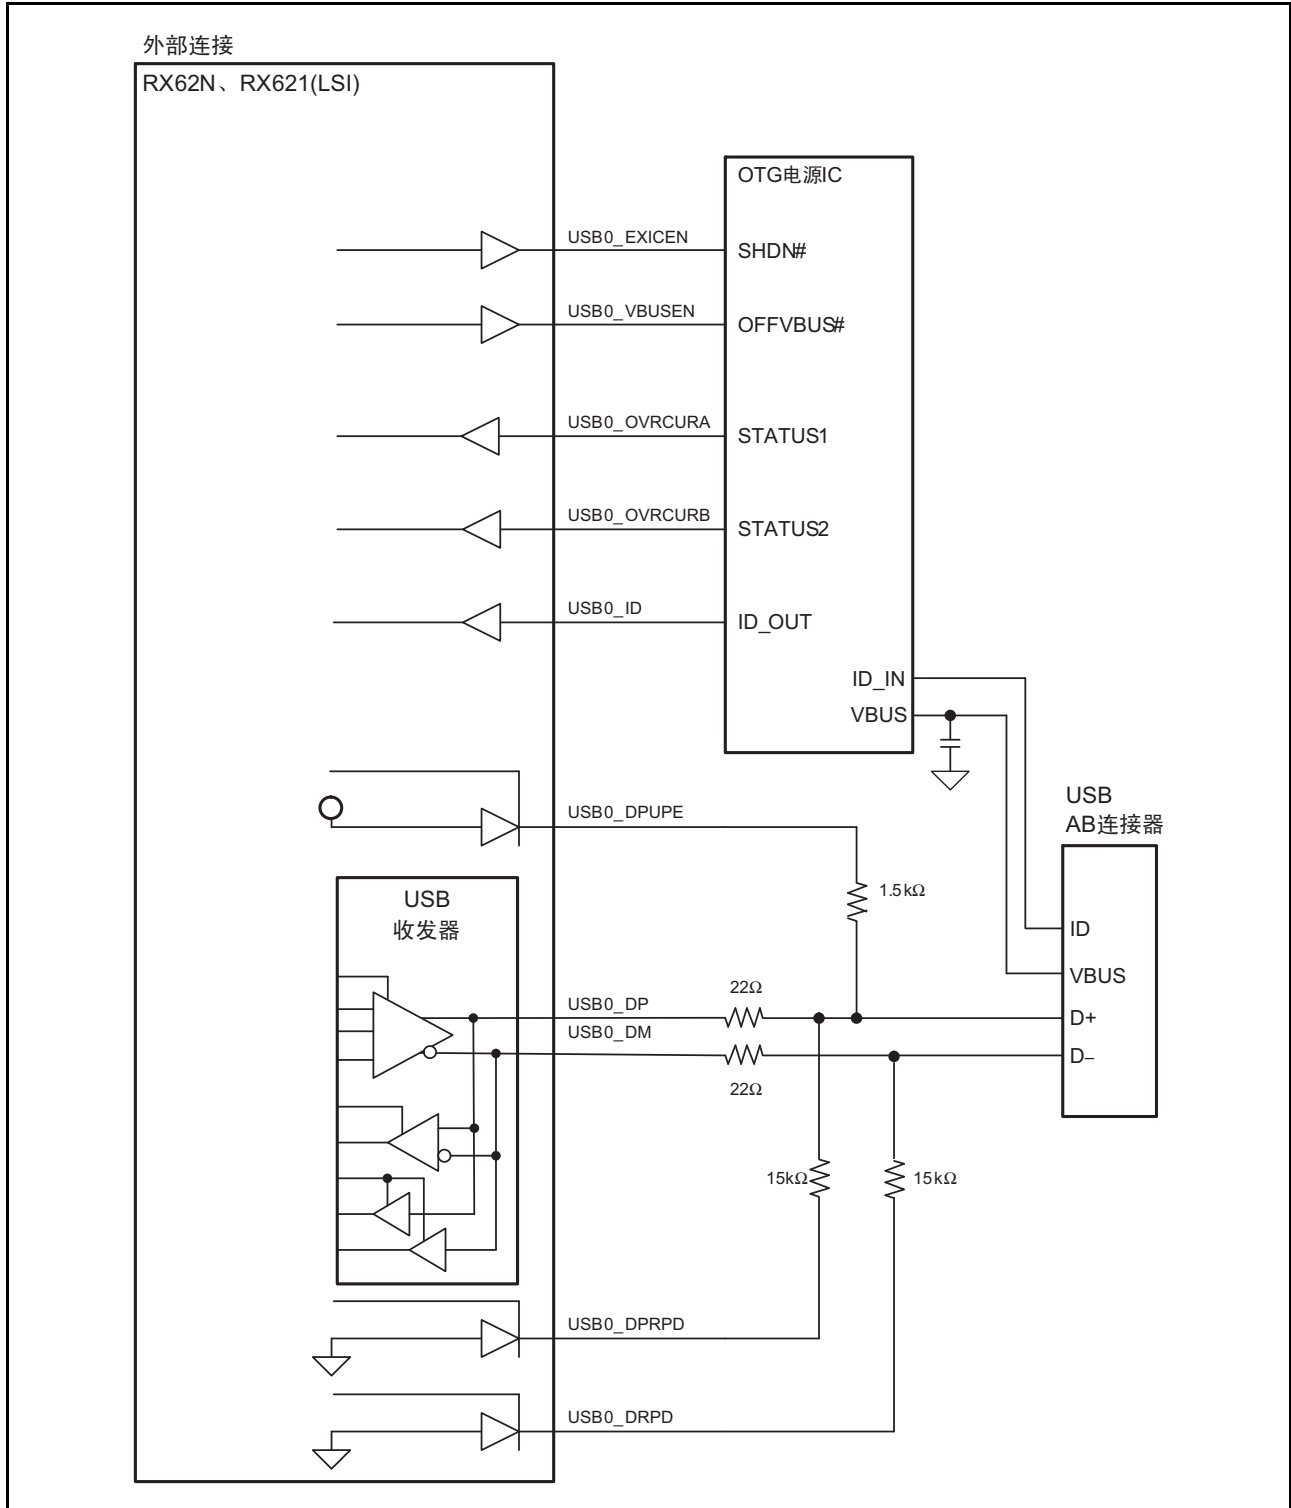 外部连接
RX62N、RX621(LSI)
OTG电源IC
USB0_EXICEN
SHDN#
USB0_VBUSEN
OFFVBUS#
USB0_OVRCURA
STATUS1
USB0_OVRCURB
STATUS2
USB0_ID
ID_OUT
ID_IN
VBUS
USB
AB连接器
USB0_DPUPE
1.5kΩ
USB
收发器
ID
VBUS
22Ω
USB0_DP
D+
USB0_DM
D–
22Ω
15kΩ
15kΩ
USB0_DPRPD
USB0_DRPD